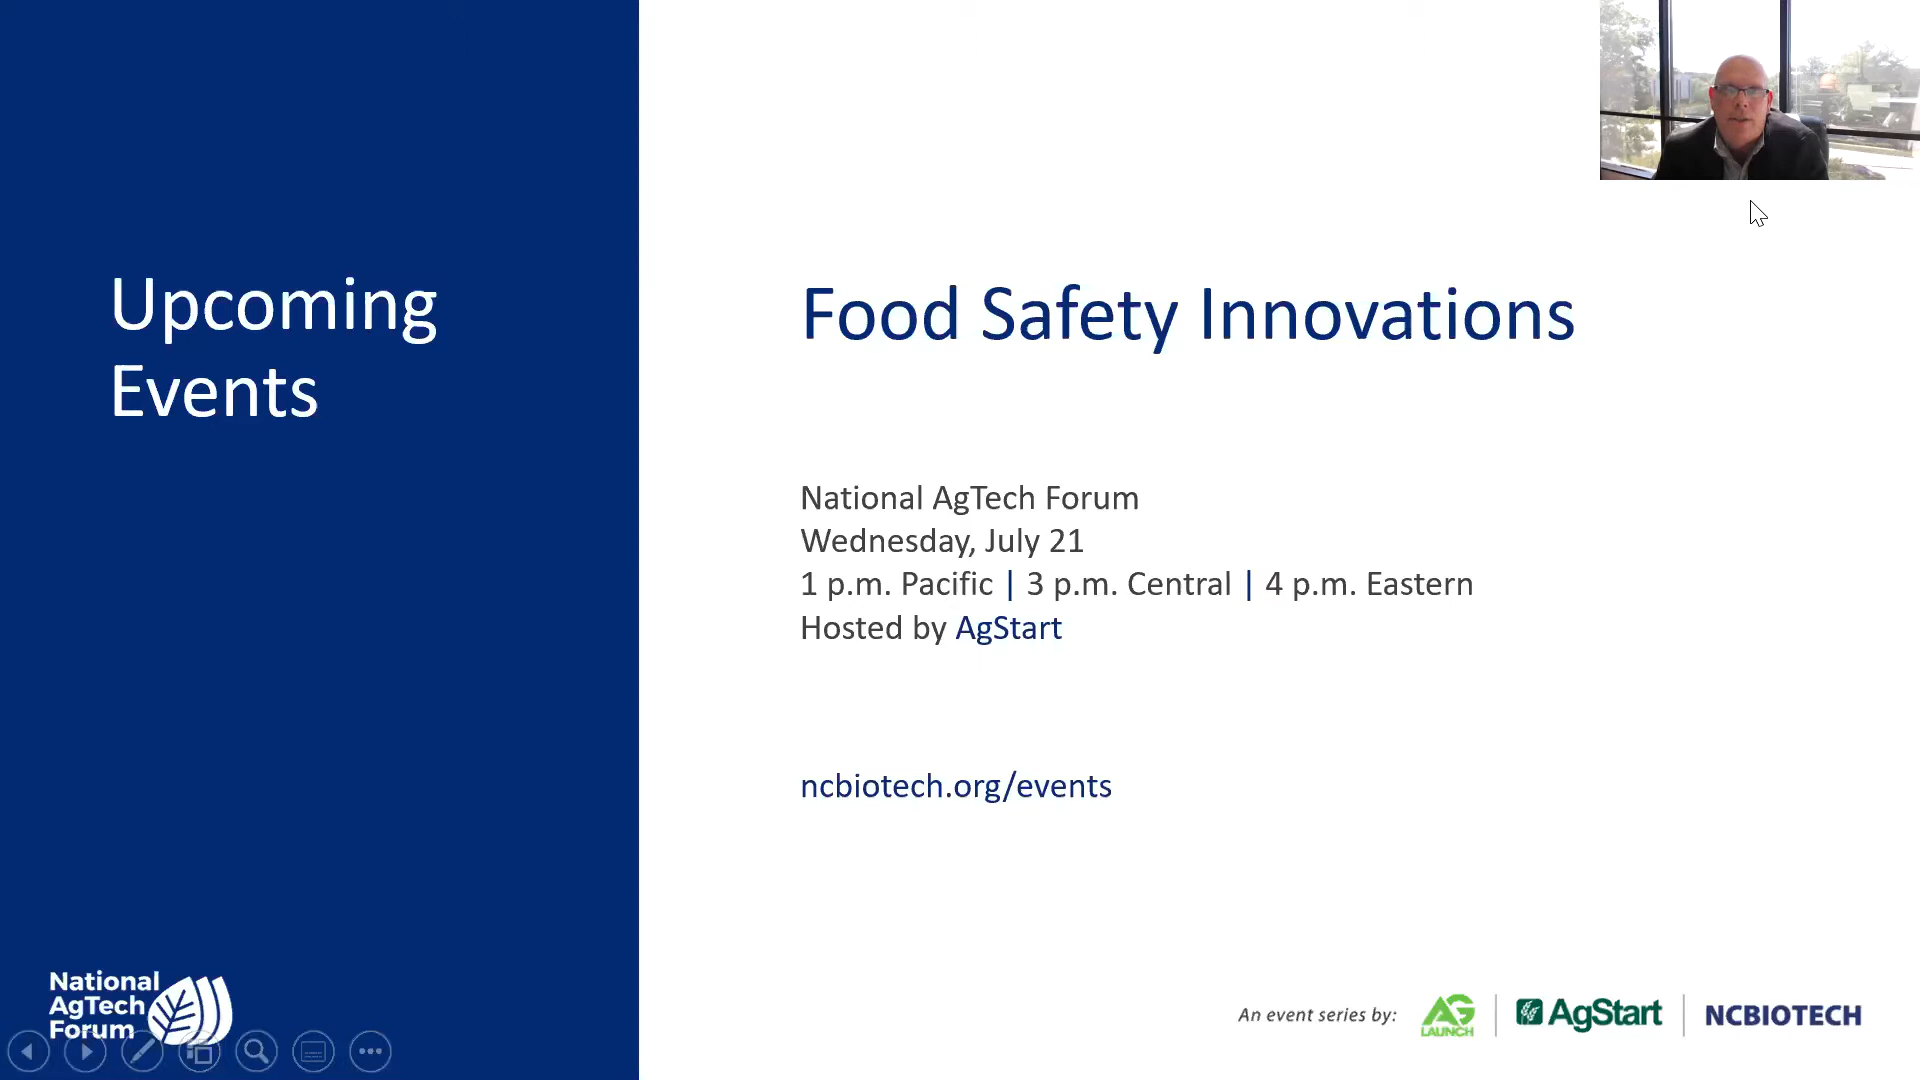 Upcoming
Events
Food Safety Innovations
National AgTech Forum
Wednesday, July 21
1 p.m. Pacific | 3 p.m. Central | 4 p.m. Eastern
Hosted by AgStart
ncbiotech.org/events
National
AgTech
Forum
An event series by:
AG
LAUNCH
AgStart
NCBIOTECH